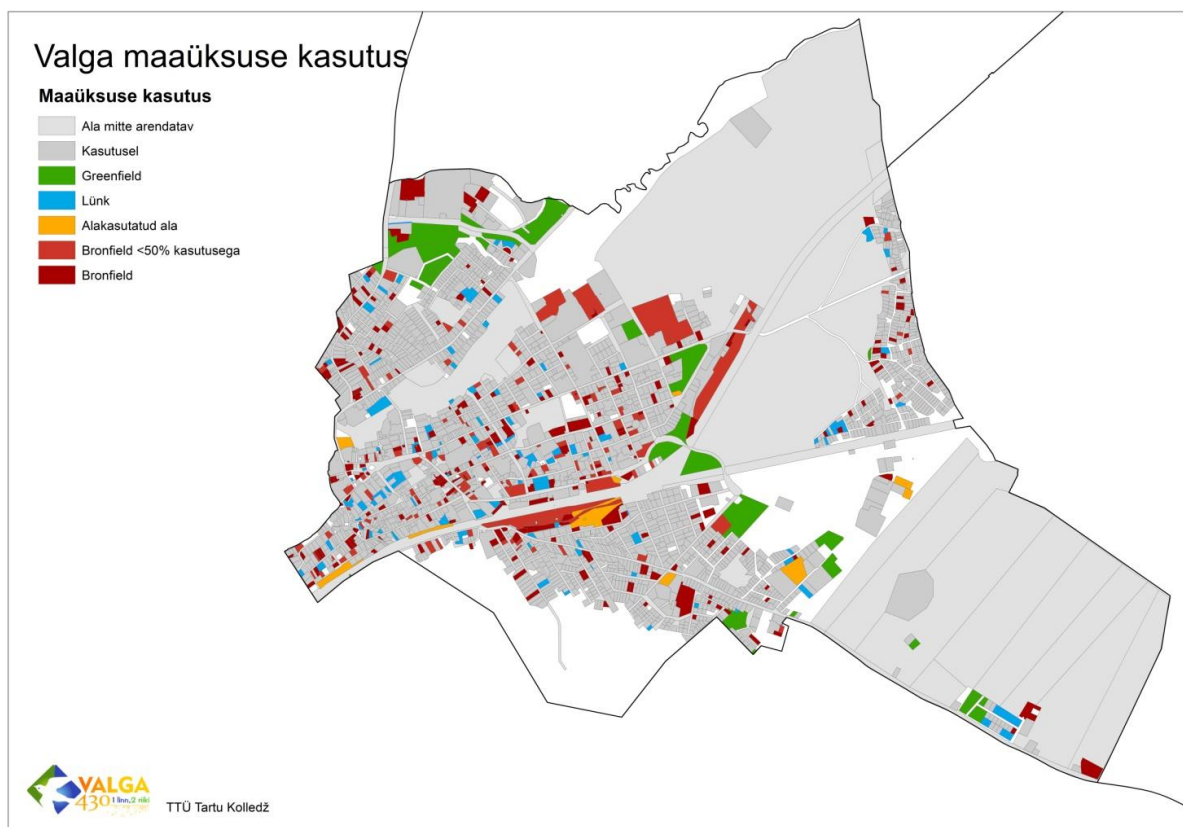 Valga maaüksuse kasutus
Maaüksuse kasutus
Ala mitte arendatav
Kasutusel
Greenfield
Lünk
Alakasutatud ala
Bronfield <50% kasutusega
Bronfield
VALGA
430 1 linn, 2 riiki
TTÜ Tartu Kolledž